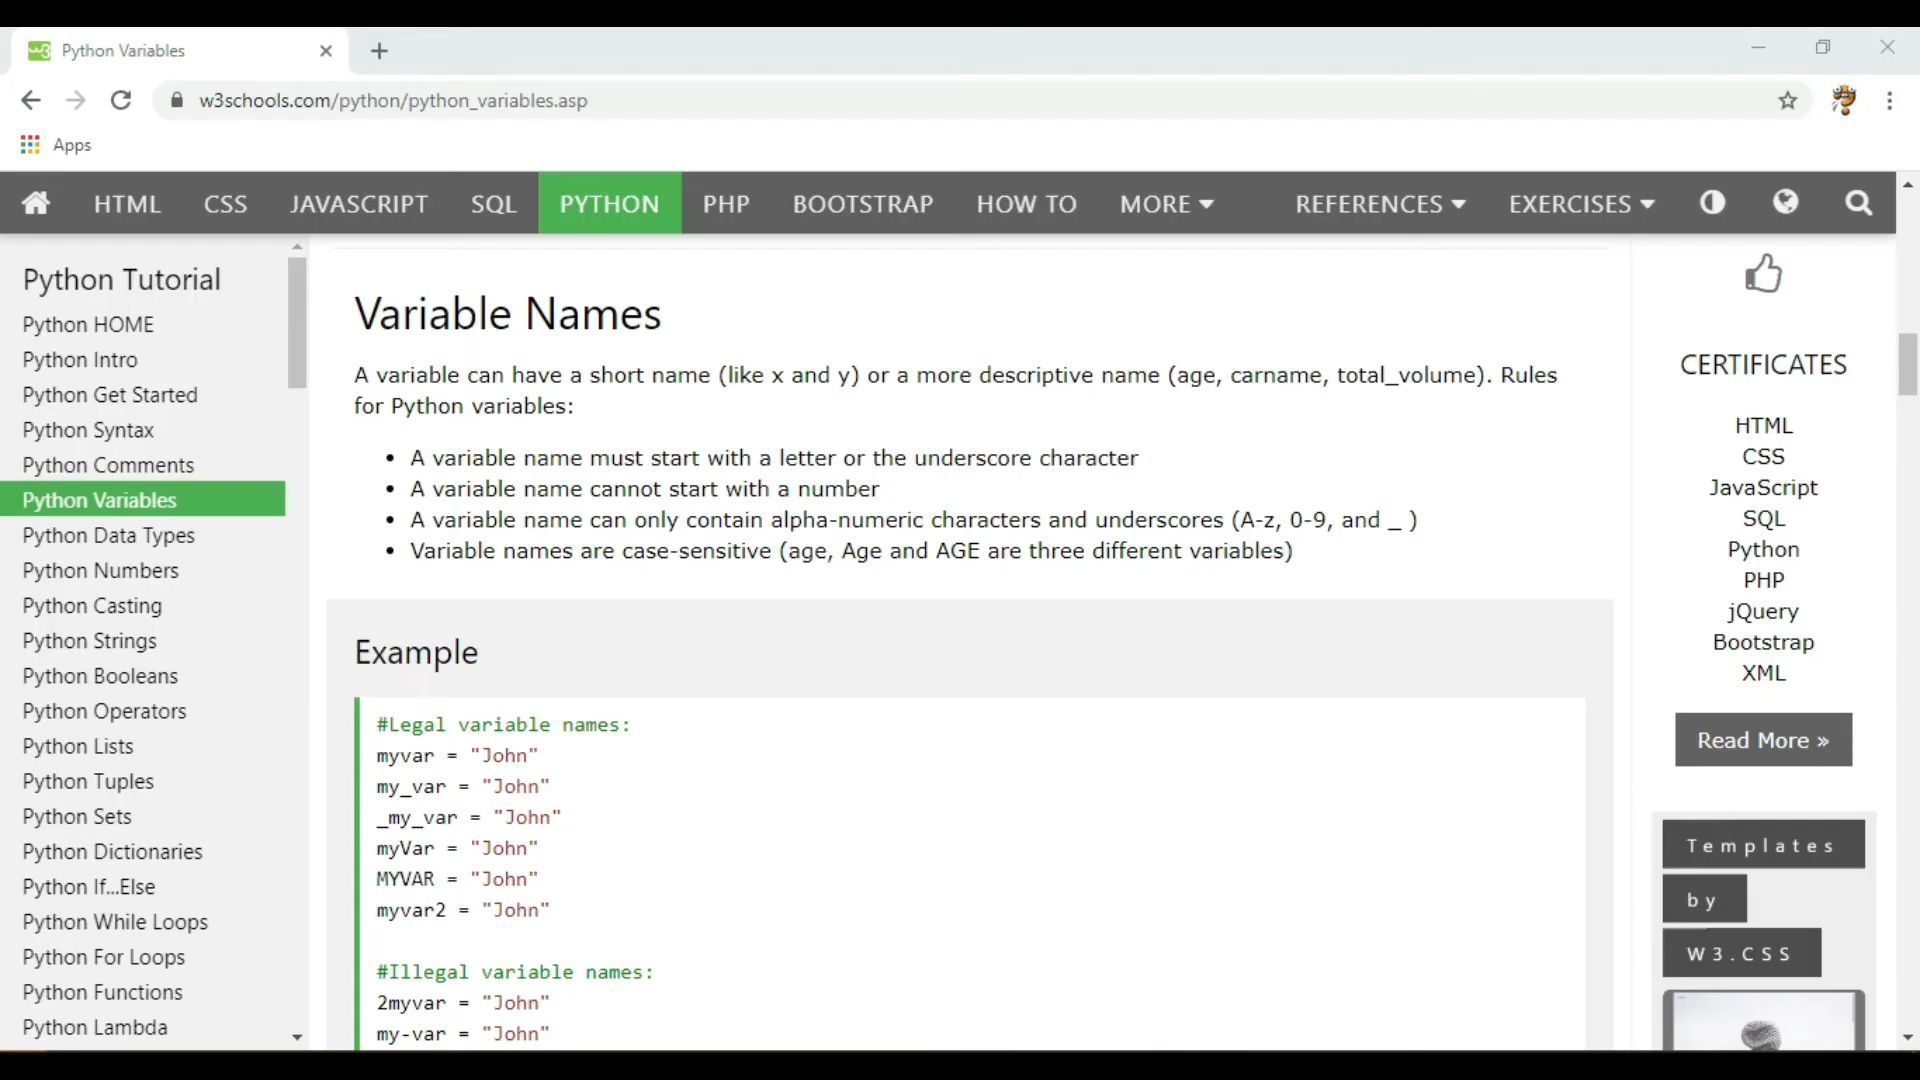 Python Variables
w3schools.com/python/python_variables.asp
Apps
HTML CSS JAVASCRIPT SQL PYTHON PHP BOOTSTRAP HOW TO MORE REFERENCES EXERCISES
Python Tutorial
Python HOME
Python Intro
Python Get Started
Python Syntax
Python Comments
Python Variables
Python Data Types
Python Numbers
Python Casting
Python Strings
Python Booleans
Python Operators
Python Lists
Python Tuples
Python Sets
Python Dictionaries
Python If...Else
Python While Loops
Python For Loops
Python Functions
Python Lambda
Variable Names
A variable can have a short name (like x and y) or a more descriptive name (age, carname, total_volume). Rules
for Python variables:
• A variable name must start with a letter or the underscore character
• A variable name cannot start with a number
• A variable name can only contain alpha-numeric characters and underscores (A-z, 0-9, and _ )
• Variable names are case-sensitive (age, Age and AGE are three different variables)
Example
#Legal variable names:
myvar = "John"
my_var = "John"
_my_var = "John"
myVar = "John"
MYVAR = "John"
myvar2 = "John"
#Illegal variable names:
2myvar = "John"
my-var = "John"
CERTIFICATES
HTML
CSS
JavaScript
SQL
Python
PHP
jQuery
Bootstrap
XML
Read More »
Templates
by
W3.CSS